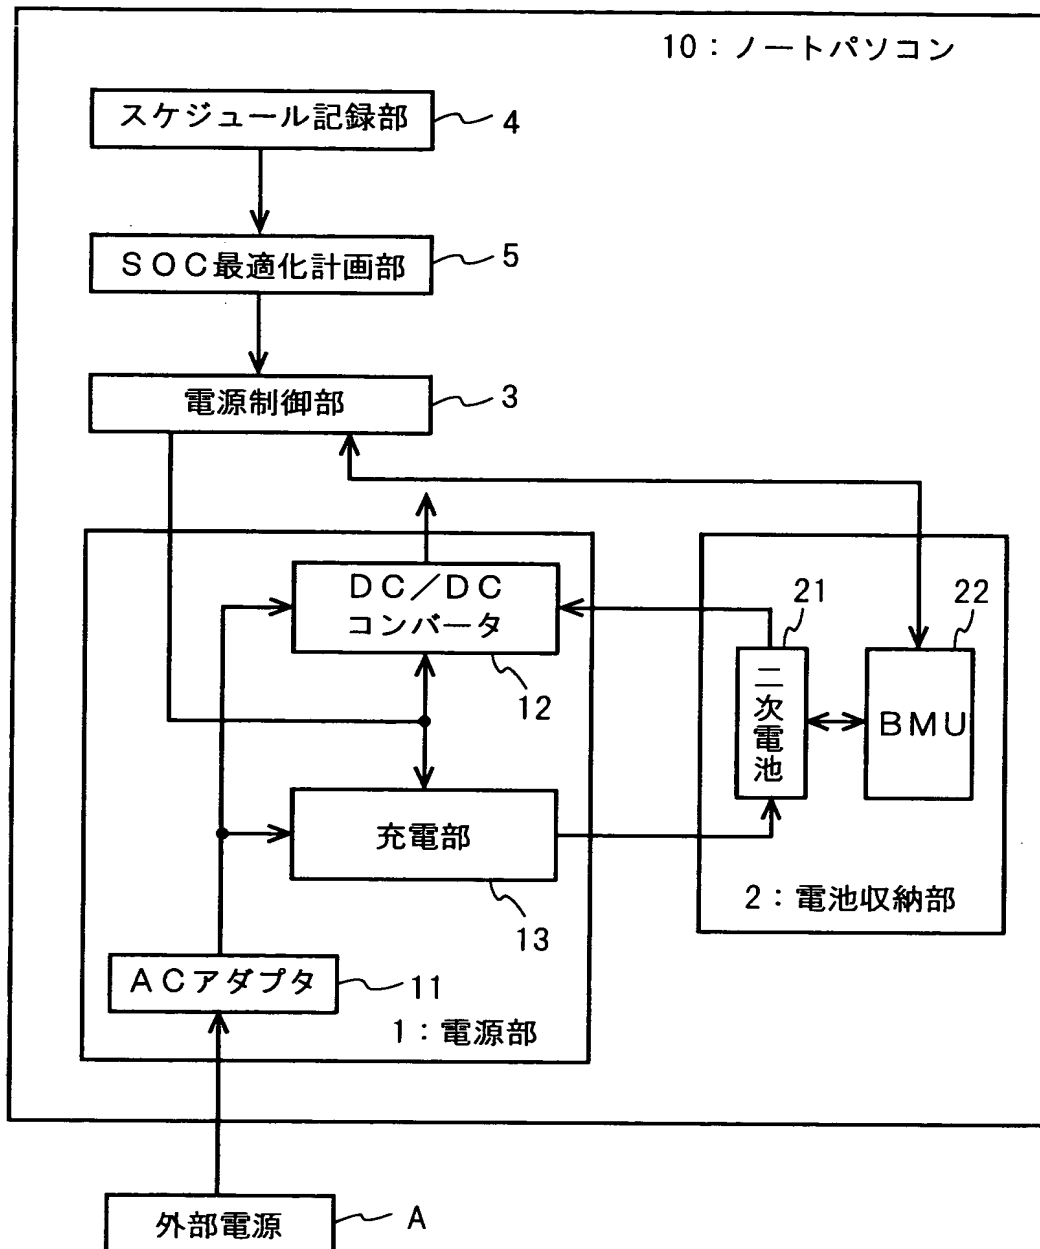 10：ノートパソコン
スケジュール記録部
4
ＳＯＣ最適化計画部
5
電源制御部
3
ＤＣ／ＤＣ
コンバータ
12
21
22
二次電池
ＢＭＵ
充電部
13
2：電池収納部
ＡＣアダプタ
11
1：電源部
外部電源
A